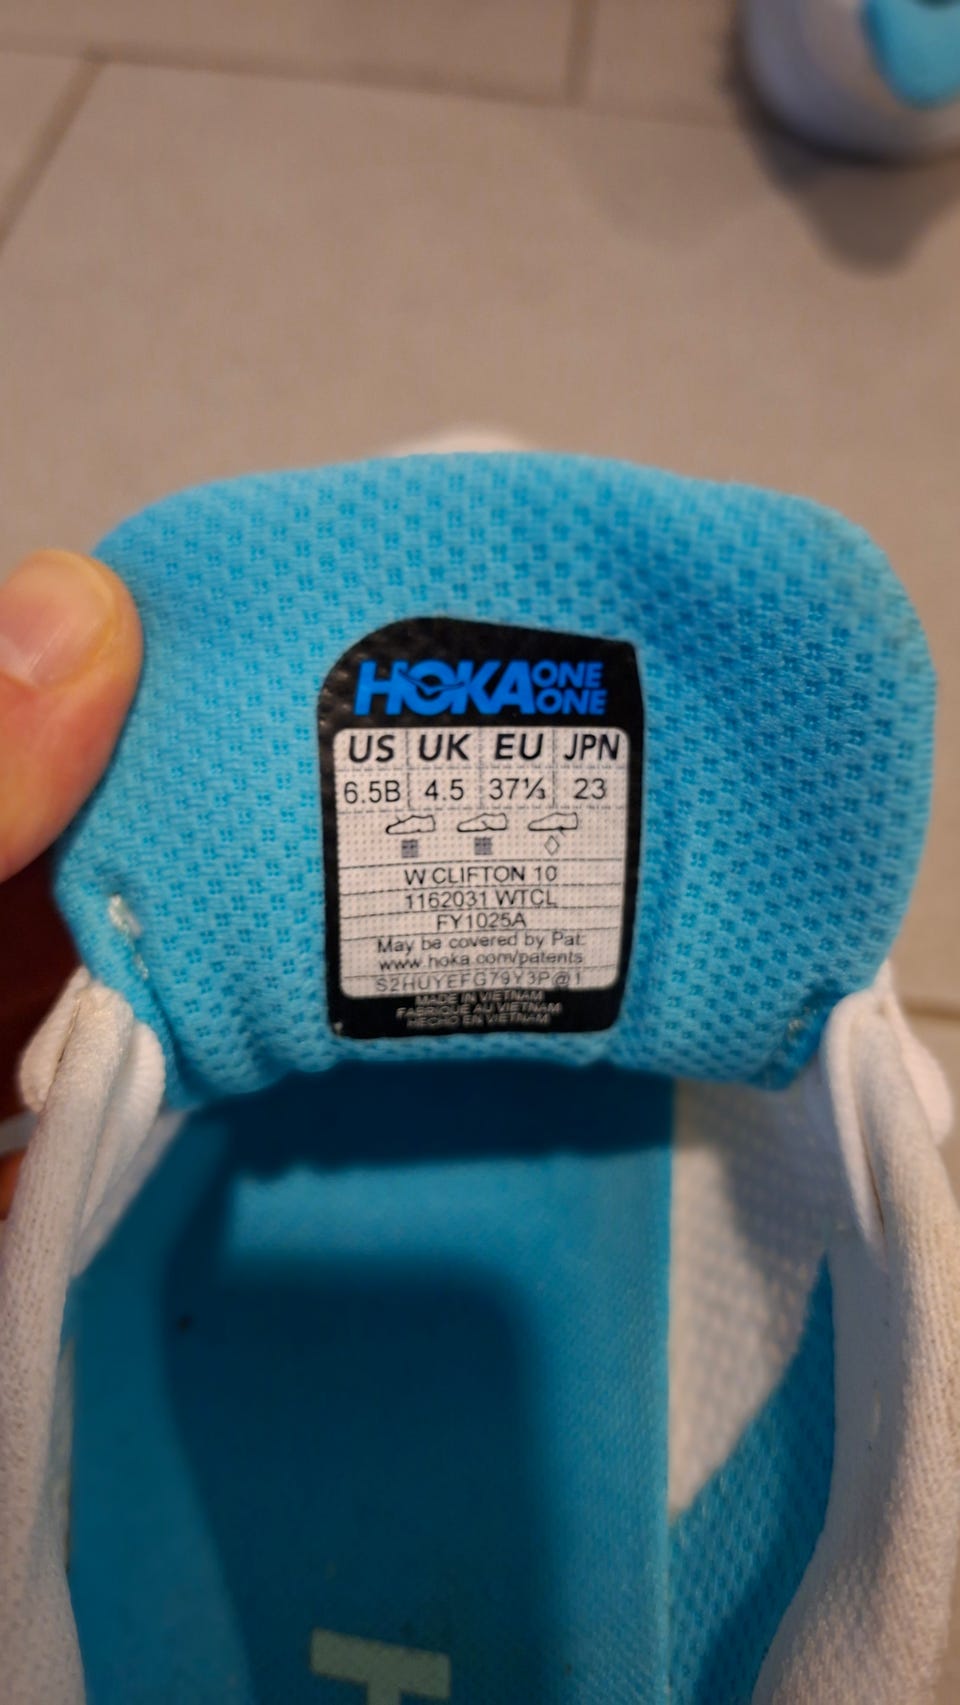 HOKA ONE ONE
US UK EU JPN
6.5B 4.5 37⅓ 23
W CLIFTON 10
1162031 WTCL
FY1025A
May be covered by Pat:
www.hoka.com/patents
S2HUYEFG79Y3P@1
MADE IN VIETNAM
FABRIQUE AU VIETNAM
HECHO EN VIETNAM